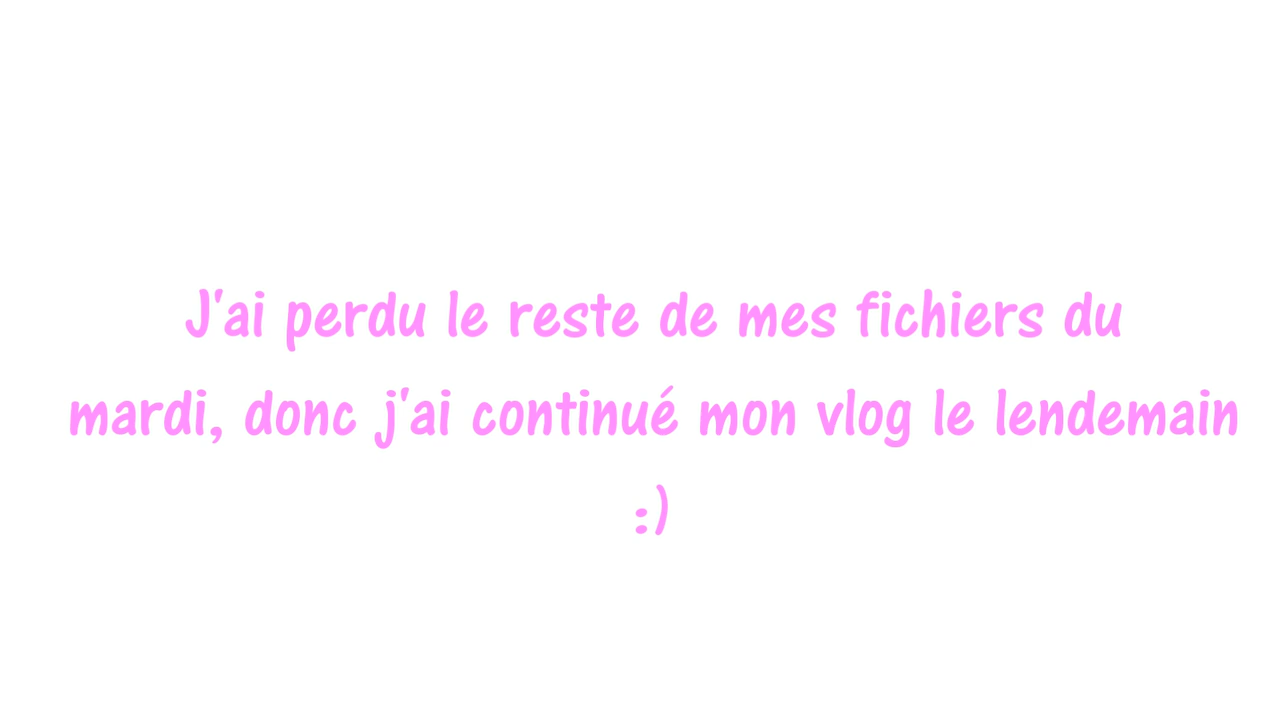 J'ai perdu le reste de mes fichiers du
mardi, donc j'ai continué mon vlog le lendemain
:)